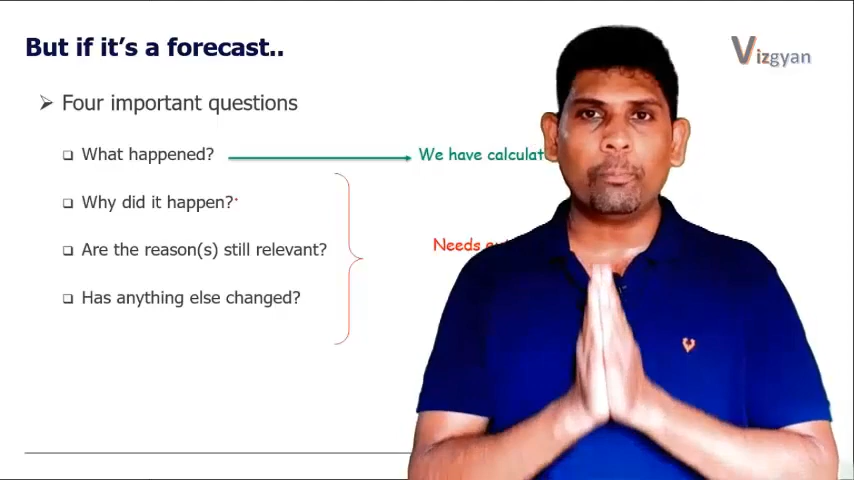 But if it's a forecast..
Vizgyan
Four important questions
What happened?
We have
Why did it happen?
Are the reason(s) still relevant?
Needs
Has anything else changed?